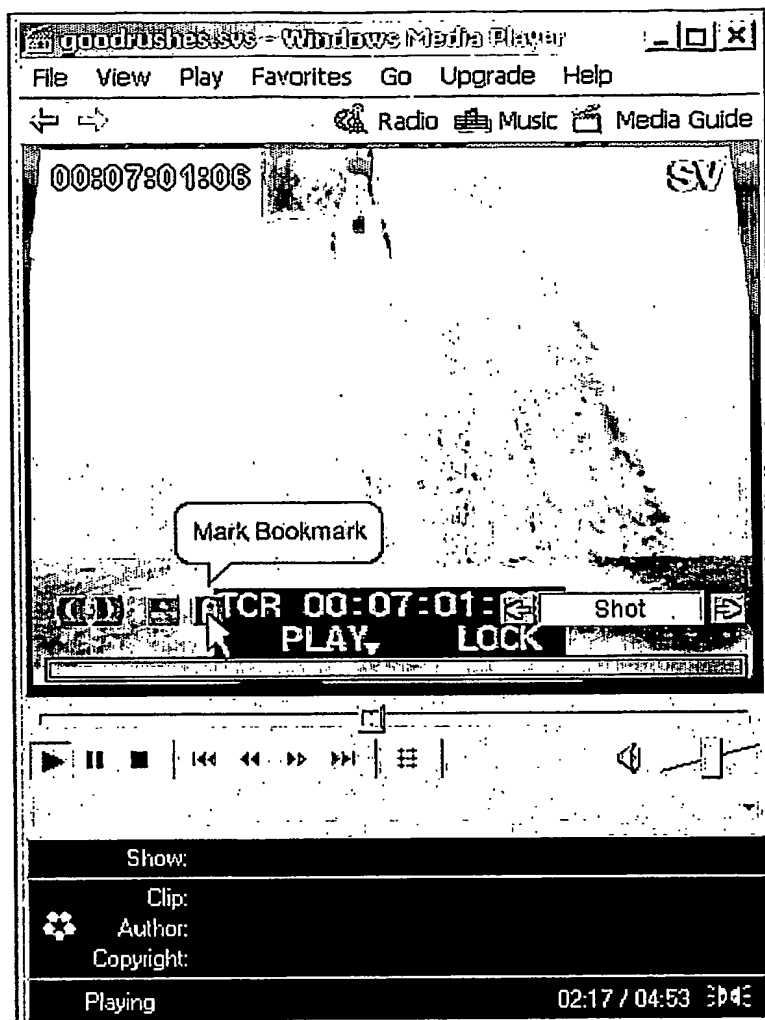 goodrushes.svs - Windows Media Player
File View Play Favorites Go Upgrade Help
Radio Music Media Guide
00:07:01:06 SV
Mark Bookmark
TCR 00:07:01: Shot
PLAY LOCK
Show:
Clip:
Author:
Copyright:
Playing 02:17 / 04:53